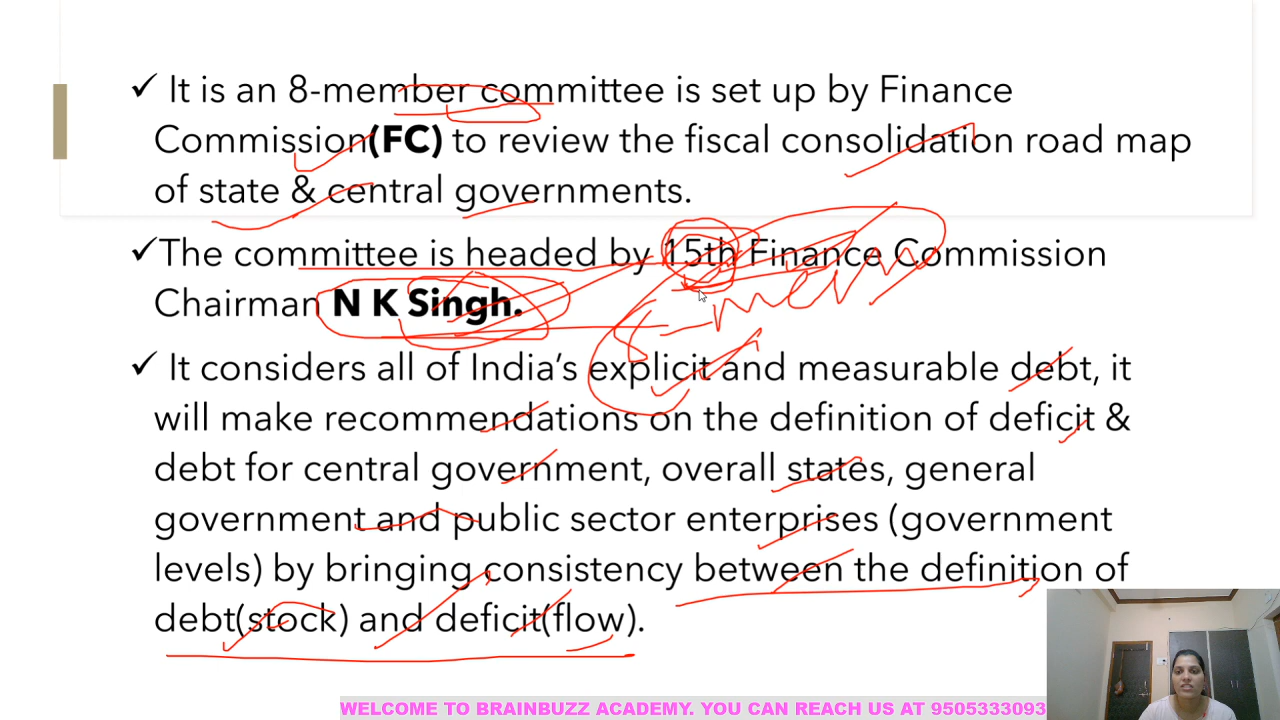 ✓ It is an 8-member committee is set up by Finance
Commission(FC) to review the fiscal consolidation road map
of state & central governments.
✓The committee is headed by 15th Finance Commission
Chairman N K Singh.
8-mem
✓ It considers all of India's explicit and measurable debt, it
will make recommendations on the definition of deficit &
debt for central government, overall states, general
government and public sector enterprises (government
levels) by bringing consistency between the definition of
debt(stock) and deficit(flow).
WELCOME TO BRAINBUZZ ACADEMY. YOU CAN REACH US AT 9505333093